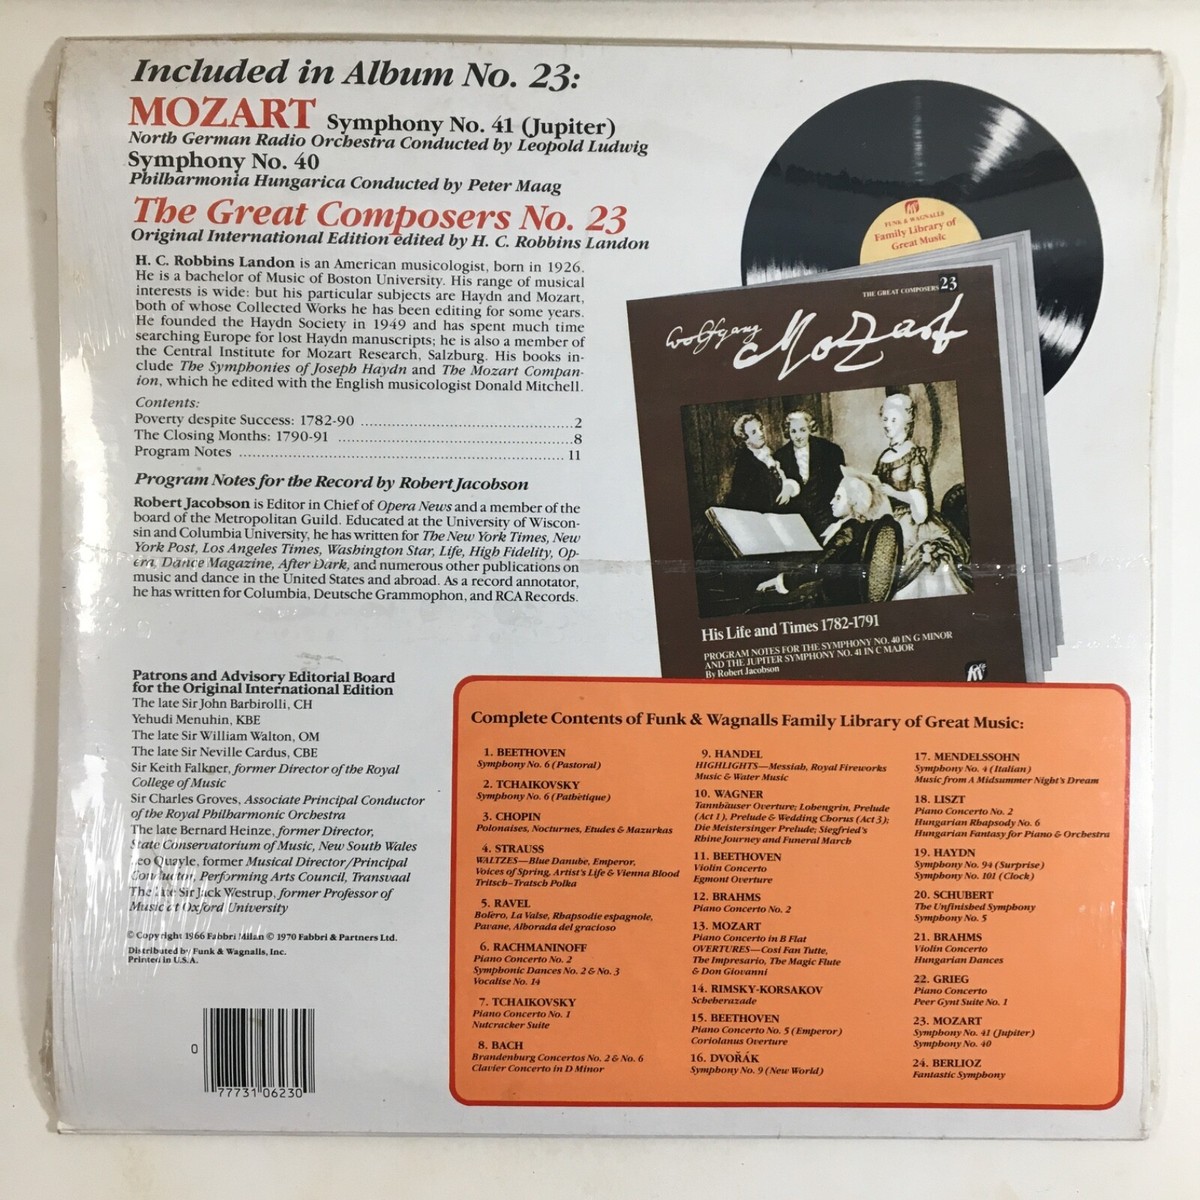 Included in Album No. 23:
MOZART Symphony No. 41 (Jupiter)
North German Radio Orchestra Conducted by Leopold Ludwig
Symphony No. 40
Philharmonia Hungarica Conducted by Peter Maag
The Great Composers No. 23
Original International Edition edited by H. C. Robbins Landon
H. C. Robbins Landon is an American musicologist, born in 1926.
He is a bachelor of Music of Boston University. His range of musical
interests is wide: but his particular subjects are Haydn and Mozart,
both of whose Collected Works he has been editing for some years.
He founded the Haydn Society in 1949 and has spent much time
searching Europe for lost Haydn manuscripts; he is also a member of
the Central Institute for Mozart Research, Salzburg. His books in-
clude The Symphonies of Joseph Haydn and The Mozart Compan-
ion, which he edited with the English musicologist Donald Mitchell.
Contents:
Poverty despite Success: 1782-90 ........ 2
The Closing Months: 1790-91 ........ 8
Program Notes ........ 11
Program Notes for the Record by Robert Jacobson
Robert Jacobson is Editor in Chief of Opera News and a member of the
board of the Metropolitan Guild. Educated at the University of Wiscon-
sin and Columbia University, he has written for The New York Times, New
York Post, Los Angeles Times, Washington Star, Life, High Fidelity, Op-
era, Dance Magazine, After Dark, and numerous other publications on
music and dance in the United States and abroad. As a record annotator,
he has written for Columbia, Deutsche Grammophon, and RCA Records.
Patrons and Advisory Editorial Board
for the Original International Edition
The late Sir John Barbirolli, CH
Yehudi Menuhin, KBE
The late Sir William Walton, OM
The late Sir Neville Cardus, CBE
Sir Keith Falkner, former Director of the Royal
College of Music
Sir Charles Groves, Associate Principal Conductor
of the Royal Philharmonic Orchestra
The late Bernard Heinze, former Director,
State Conservatorium of Music, New South Wales
Leo Quayle, former Musical Director/Principal
Conductor, Performing Arts Council, Transvaal
The late Sir Jack Westrup, former Professor of
Music at Oxford University
© Copyright 1966 Fabbri Milan © 1970 Fabbri & Partners Ltd.
Distributed by Funk & Wagnalls, Inc.
Printed in U.S.A.
0 77731 06230
FUNK & WAGNALLS
Family Library of
Great Music
THE GREAT COMPOSERS 23
Wolfgang Mozart
His Life and Times 1782-1791
PROGRAM NOTES FOR THE SYMPHONY NO. 40 IN G MINOR
AND THE JUPITER SYMPHONY NO. 41 IN C MAJOR
By Robert Jacobson
Complete Contents of Funk & Wagnalls Family Library of Great Music:
1. BEETHOVEN
Symphony No. 6 (Pastoral)
2. TCHAIKOVSKY
Symphony No. 6 (Pathètique)
3. CHOPIN
Polonaises, Nocturnes, Etudes & Mazurkas
4. STRAUSS
WALTZES—Blue Danube, Emperor,
Voices of Spring, Artist's Life & Vienna Blood
Tritsch-Tratsch Polka
5. RAVEL
Bolèro, La Valse, Rhapsodie espagnole,
Pavane, Alborada del gracioso
6. RACHMANINOFF
Piano Concerto No. 2
Symphonic Dances No. 2 & No. 3
Vocalise No. 14
7. TCHAIKOVSKY
Piano Concerto No. 1
Nutcracker Suite
8. BACH
Brandenburg Concertos No. 2 & No. 6
Clavier Concerto in D Minor
9. HANDEL
HIGHLIGHTS—Messiah, Royal Fireworks
Music & Water Music
10. WAGNER
Tannhäuser Overture; Lohengrin, Prelude
(Act 1), Prelude & Wedding Chorus (Act 3);
Die Meistersinger Prelude; Siegfried's
Rhine Journey and Funeral March
11. BEETHOVEN
Violin Concerto
Egmont Overture
12. BRAHMS
Piano Concerto No. 2
13. MOZART
Piano Concerto in B Flat
OVERTURES—Cosi Fan Tutte,
The Impresario, The Magic Flute
& Don Giovanni
14. RIMSKY-KORSAKOV
Scheherazade
15. BEETHOVEN
Piano Concerto No. 5 (Emperor)
Coriolanus Overture
16. DVOŘÁK
Symphony No. 9 (New World)
17. MENDELSSOHN
Symphony No. 4 (Italian)
Music from A Midsummer Night's Dream
18. LISZT
Piano Concerto No. 2
Hungarian Rhapsody No. 6
Hungarian Fantasy for Piano & Orchestra
19. HAYDN
Symphony No. 94 (Surprise)
Symphony No. 101 (Clock)
20. SCHUBERT
The Unfinished Symphony
Symphony No. 5
21. BRAHMS
Violin Concerto
Hungarian Dances
22. GRIEG
Piano Concerto
Peer Gynt Suite No. 1
23. MOZART
Symphony No. 41 (Jupiter)
Symphony No. 40
24. BERLIOZ
Fantastic Symphony